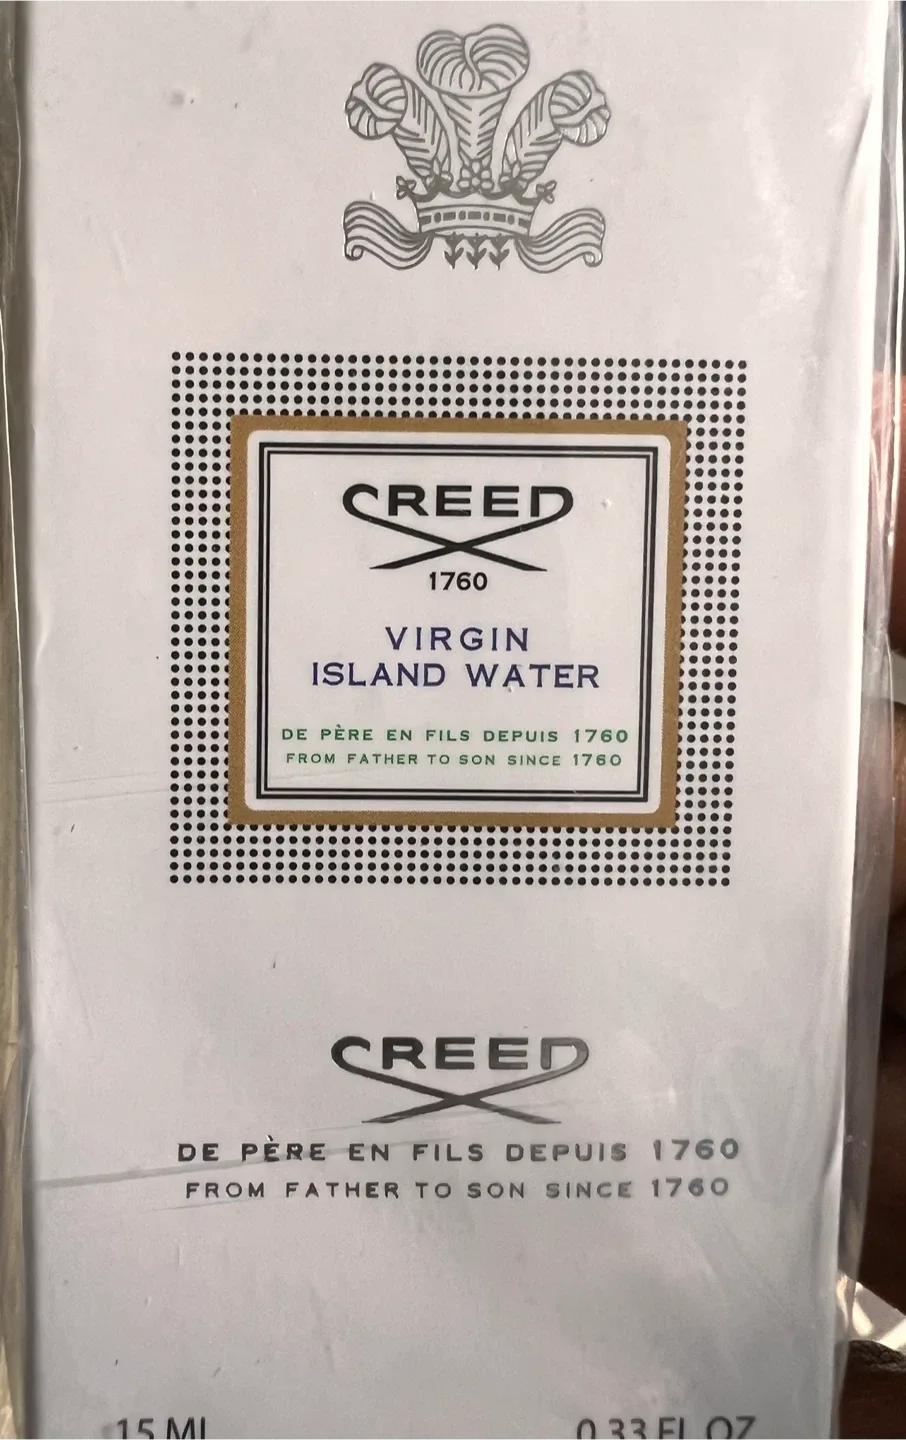 CREED
1760
VIRGIN
ISLAND WATER
DE PÈRE EN FILS DEPUIS 1760
FROM FATHER TO SON SINCE 1760
CREED
DE PÈRE EN FILS DEPUIS 1760
FROM FATHER TO SON SINCE 1760
15 ML 0.33 FL OZ